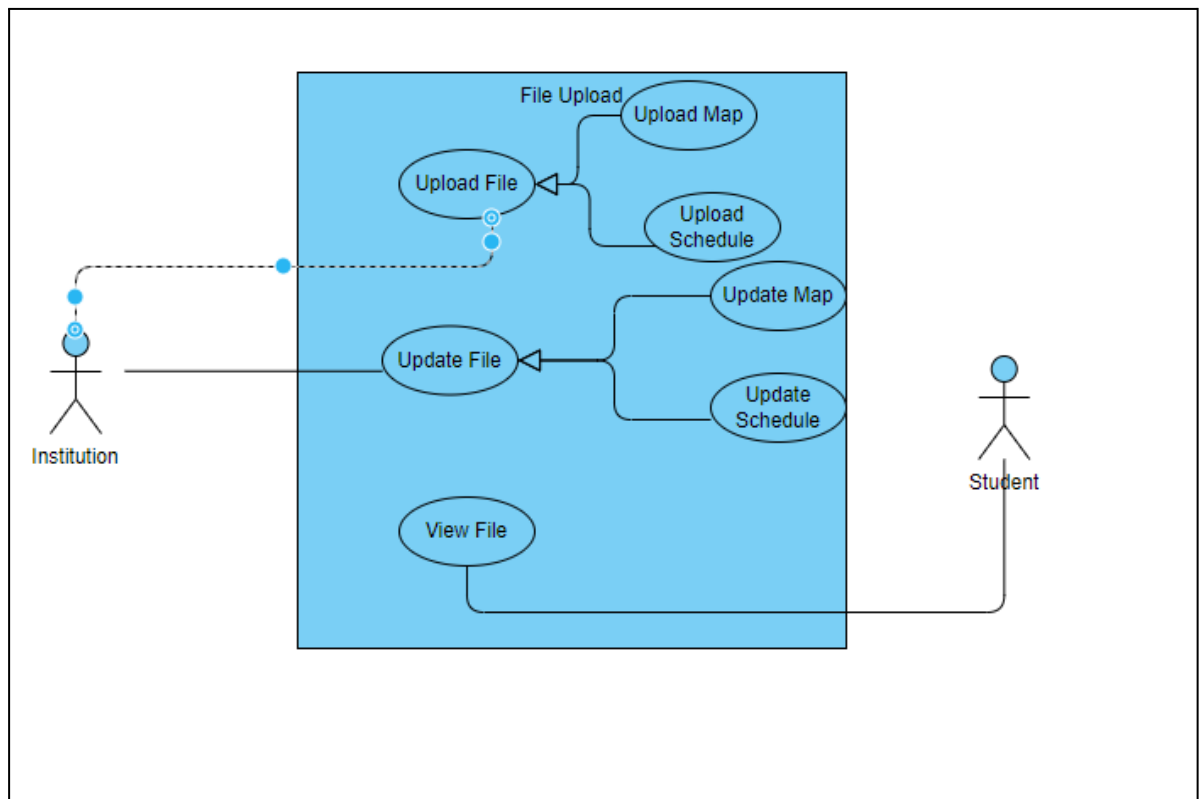 File Upload
Upload Map
Upload File
Upload
Schedule
Update Map
Update File
Update
Schedule
Institution
Student
View File